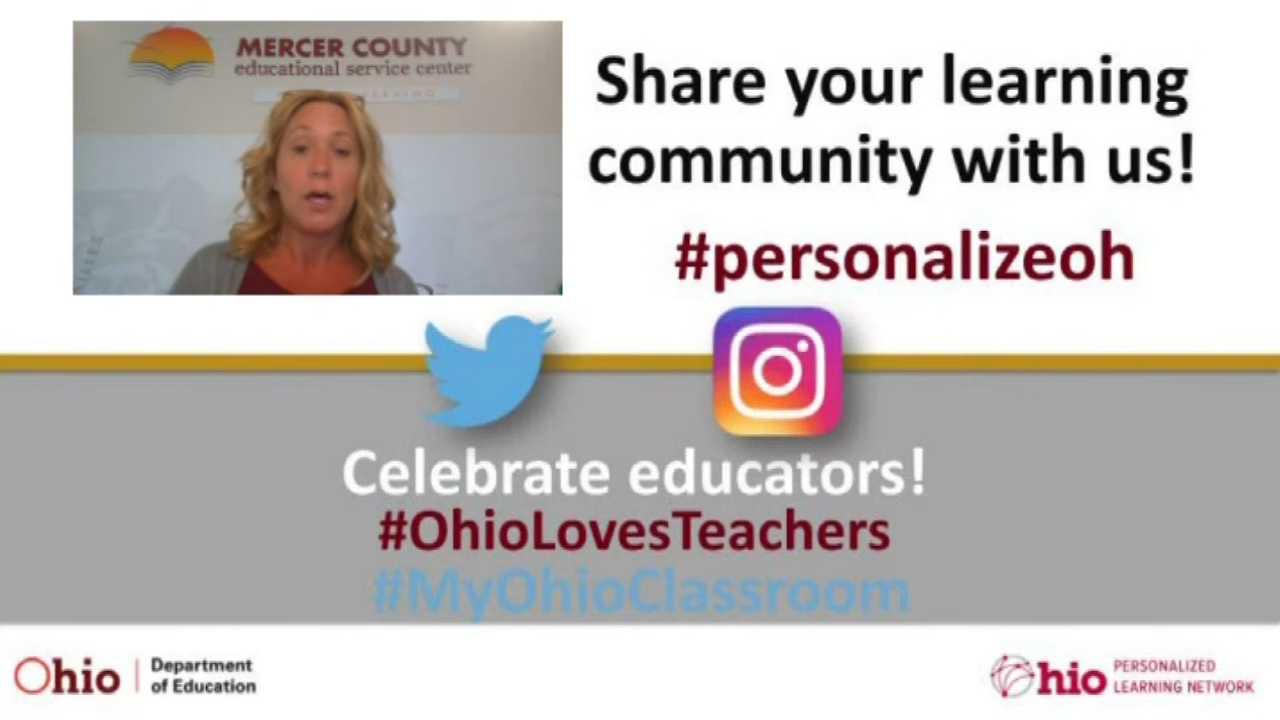 MERCER COUNTY
educational service center
Share your learning
community with us!
#personalizeoh
Celebrate educators!
#OhioLovesTeachers
#MyOhioClassroom
Ohio
Department
of Education
Ohio
PERSONALIZED
LEARNING NETWORK